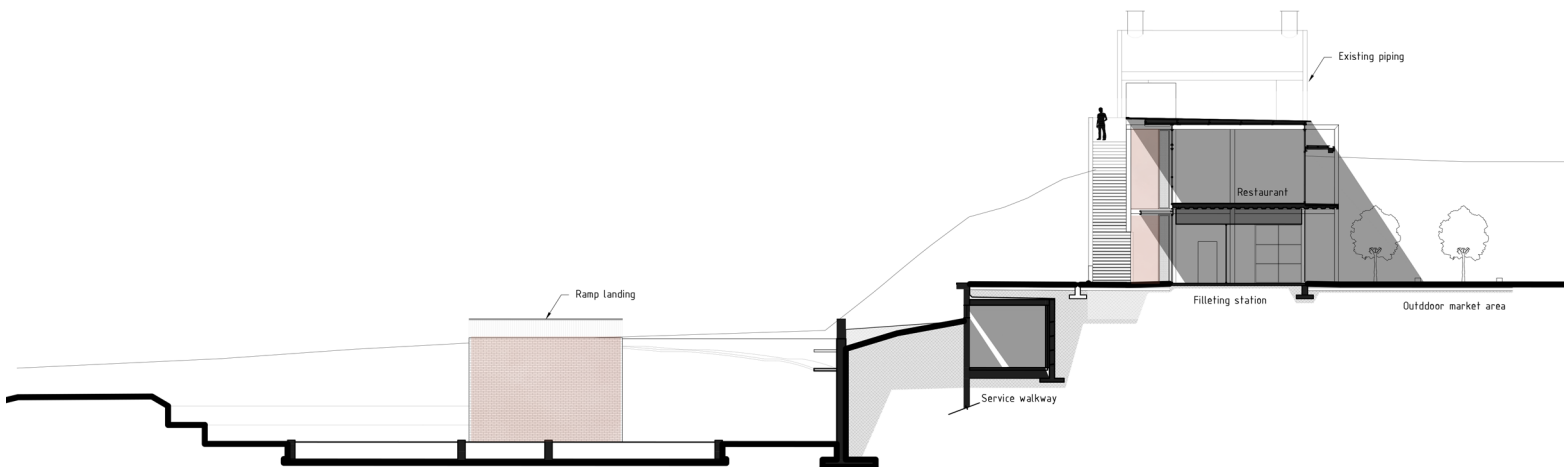 Existing piping
Restaurant
Ramp landing
Filleting station
Outddoor market area
Service walkway